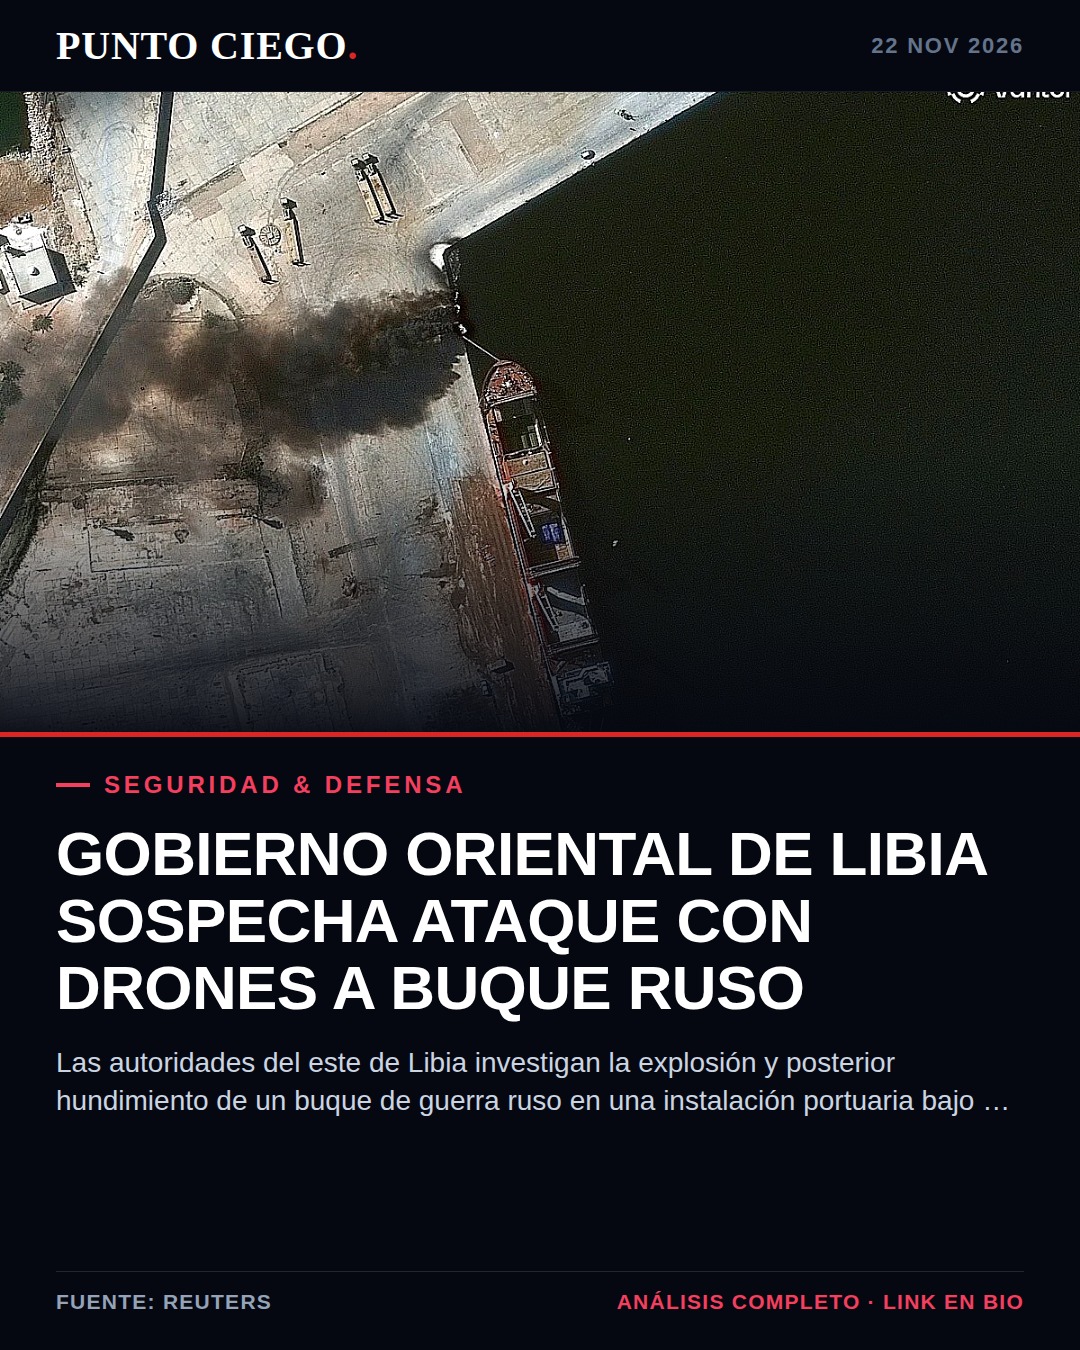 PUNTO CIEGO.
22 NOV 2026
SEGURIDAD & DEFENSA
GOBIERNO ORIENTAL DE LIBIA
SOSPECHA ATAQUE CON
DRONES A BUQUE RUSO
Las autoridades del este de Libia investigan la explosión y posterior
hundimiento de un buque de guerra ruso en una instalación portuaria bajo …
FUENTE: REUTERS
ANÁLISIS COMPLETO · LINK EN BIO